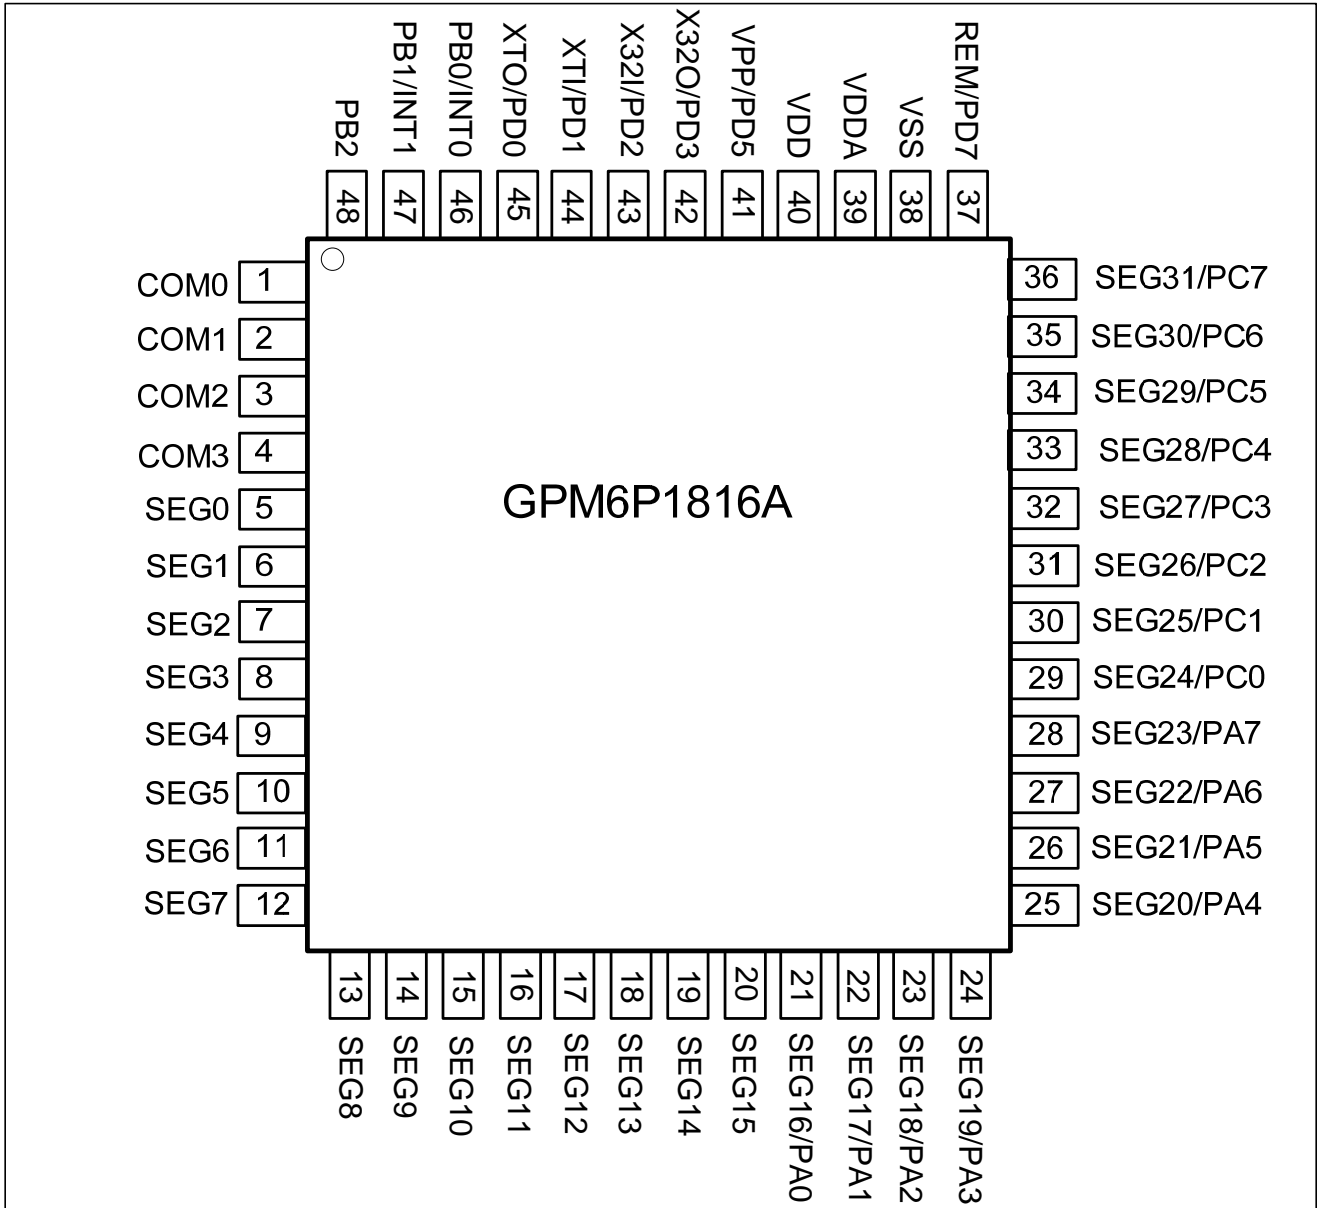 PB2
PB1/INT1
PB0/INT0
XTO/PD0
XTI/PD1
X32I/PD2
X32O/PD3
VPP/PD5
VDD
VDDA
VSS
REM/PD7
48
47
46
45
44
43
42
41
40
39
38
37
COM0 1
COM1 2
COM2 3
COM3 4
SEG0 5
SEG1 6
SEG2 7
SEG3 8
SEG4 9
SEG5 10
SEG6 11
SEG7 12
GPM6P1816A
36 SEG31/PC7
35 SEG30/PC6
34 SEG29/PC5
33 SEG28/PC4
32 SEG27/PC3
31 SEG26/PC2
30 SEG25/PC1
29 SEG24/PC0
28 SEG23/PA7
27 SEG22/PA6
26 SEG21/PA5
25 SEG20/PA4
13
14
15
16
17
18
19
20
21
22
23
24
SEG8
SEG9
SEG10
SEG11
SEG12
SEG13
SEG14
SEG15
SEG16/PA0
SEG17/PA1
SEG18/PA2
SEG19/PA3